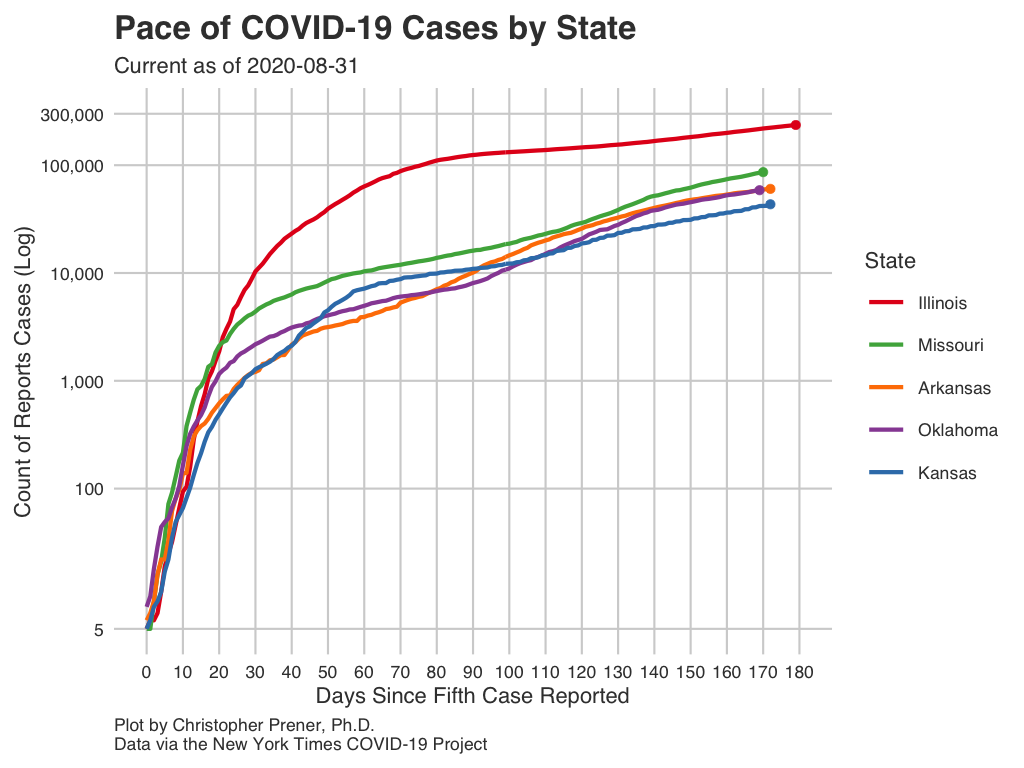 Pace of COVID-19 Cases by State
Current as of 2020-08-31
Count of Reports Cases (Log)
300,000
100,000
10,000
1,000
100
5
0 10 20 30 40 50 60 70 80 90 100 110 120 130 140 150 160 170 180
Days Since Fifth Case Reported
State
Illinois
Missouri
Arkansas
Oklahoma
Kansas
Plot by Christopher Prener, Ph.D.
Data via the New York Times COVID-19 Project